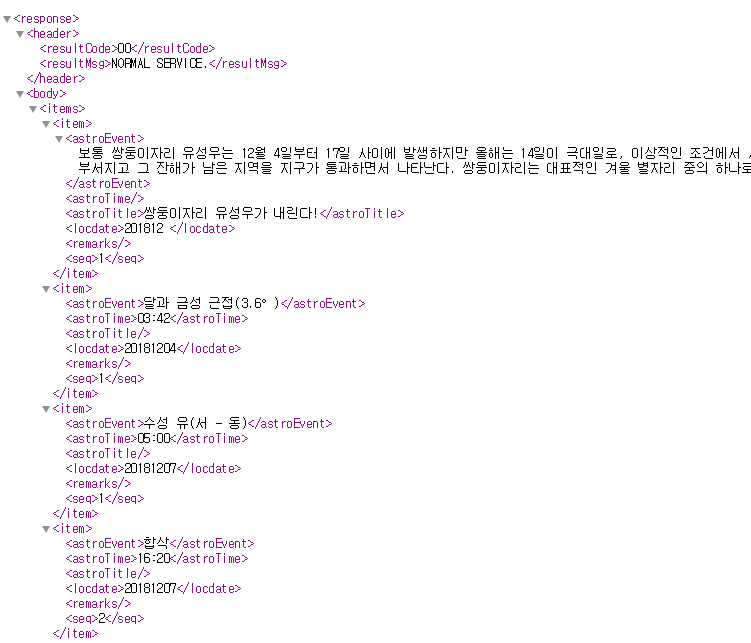 ▼<response>
▼<header>
<resultCode>00</resultCode>
<resultMsg>NORMAL SERVICE.</resultMsg>
</header>
▼<body>
▼<items>
▼<item>
▼<astroEvent>
보통 쌍둥이자리 유성우는 12월 4일부터 17일 사이에 발생하지만 올해는 14일이 극대일로, 이상적인 조건에서
부서지고 그 잔해가 남은 지역을 지구가 통과하면서 나타난다. 쌍둥이자리는 대표적인 겨울 별자리 중의 하나로
</astroEvent>
<astroTime/>
<astroTitle>쌍둥이자리 유성우가 내린다!</astroTitle>
<locdate>201812 </locdate>
<remarks/>
<seq>1</seq>
</item>
▼<item>
<astroEvent>달과 금성 근접(3.6° )</astroEvent>
<astroTime>03:42</astroTime>
<astroTitle/>
<locdate>20181204</locdate>
<remarks/>
<seq>1</seq>
</item>
▼<item>
<astroEvent>수성 유(서 - 동)</astroEvent>
<astroTime>05:00</astroTime>
<astroTitle/>
<locdate>20181207</locdate>
<remarks/>
<seq>1</seq>
</item>
▼<item>
<astroEvent>합삭</astroEvent>
<astroTime>16:20</astroTime>
<astroTitle/>
<locdate>20181207</locdate>
<remarks/>
<seq>2</seq>
</item>